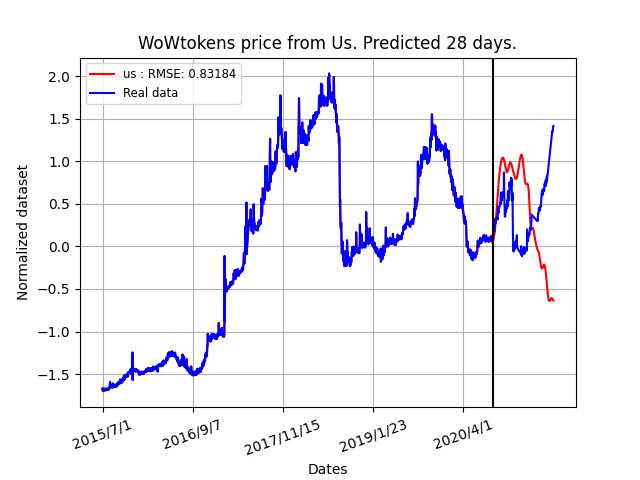 WoWtokens price from Us. Predicted 28 days.
us : RMSE: 0.83184
Real data
Normalized dataset
2.0
1.5
1.0
0.5
0.0
−0.5
−1.0
−1.5
2015/7/1
2016/9/7
2017/11/15
2019/1/23
2020/4/1
Dates